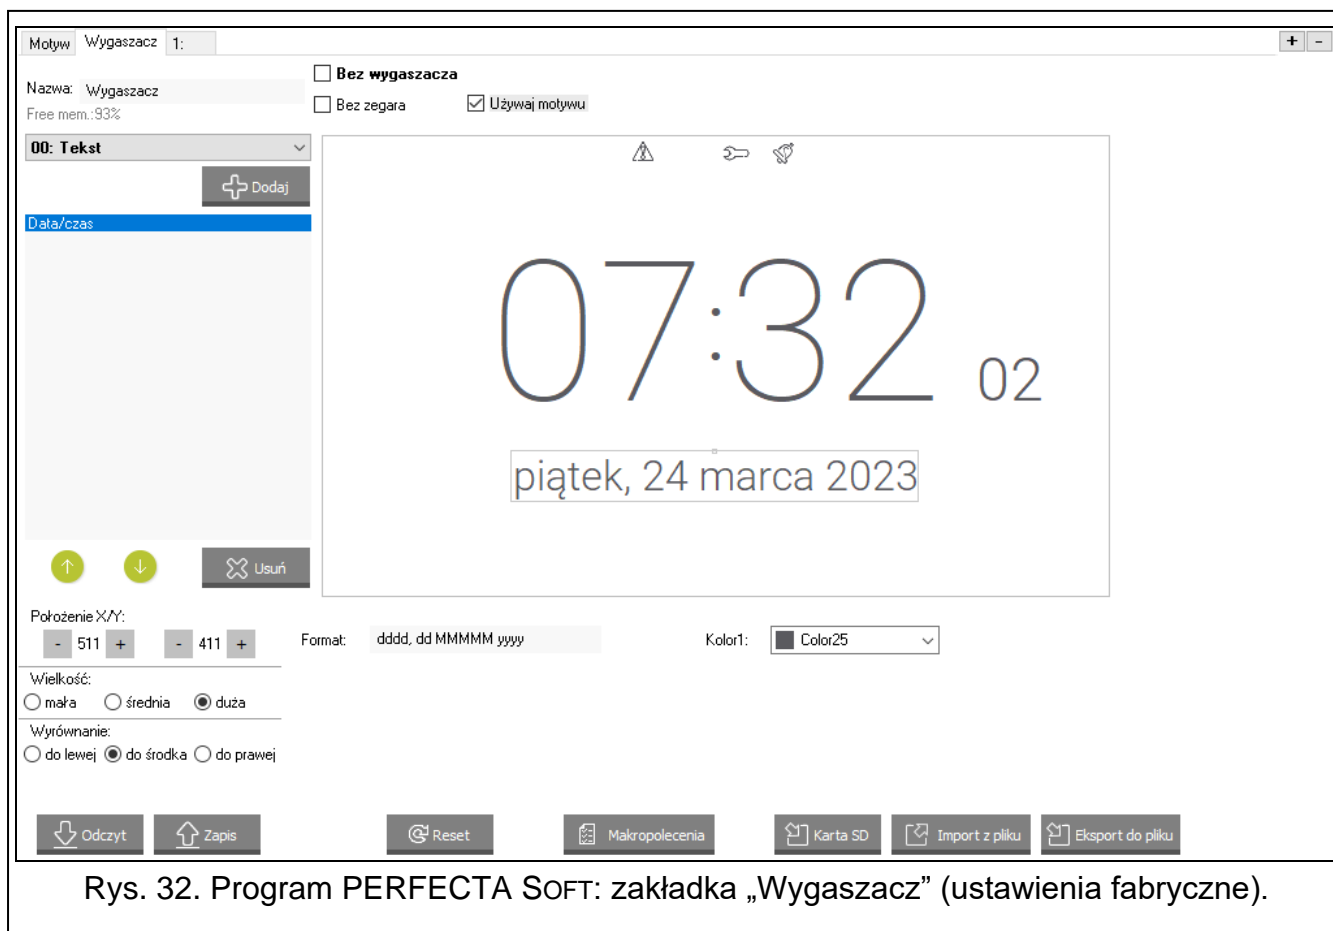 Motyw Wygaszacz 1: + -
Nazwa: Wygaszacz
Free mem.:93%
Bez wygaszacza
Bez zegara Używaj motywu
00: Tekst
Dodaj
Data/czas
07:32 02
piątek, 24 marca 2023
Usuń
Położenie X/Y:
- 511 + - 411 +
Format: dddd, dd MMMMM yyyy Kolor1: Color25
Wielkość:
mała średnia duża
Wyrównanie:
do lewej do środka do prawej
Odczyt Zapis Reset Makropolecenia Karta SD Import z pliku Eksport do pliku
Rys. 32. Program PERFECTA SOFT: zakładka „Wygaszacz” (ustawienia fabryczne).